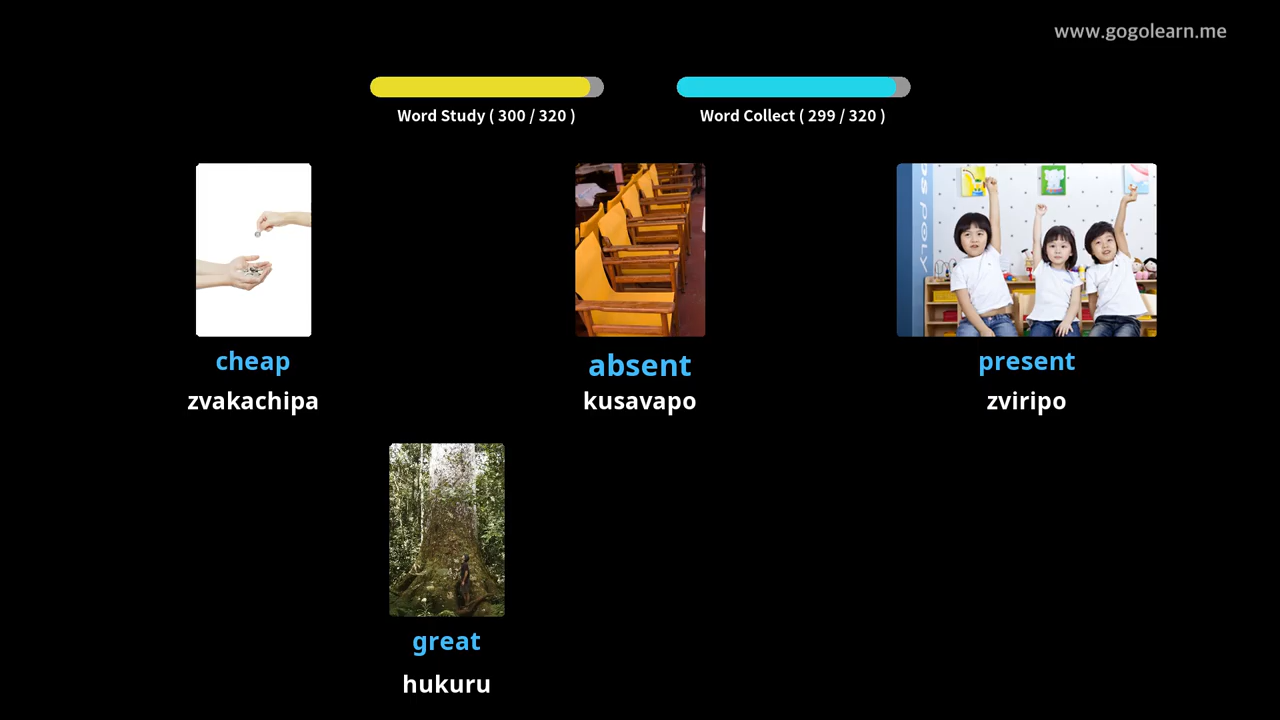 www.gogolearn.me
Word Study ( 300 / 320 )
Word Collect ( 299 / 320 )
cheap
zvakachipa
absent
kusavapo
present
zviripo
great
hukuru